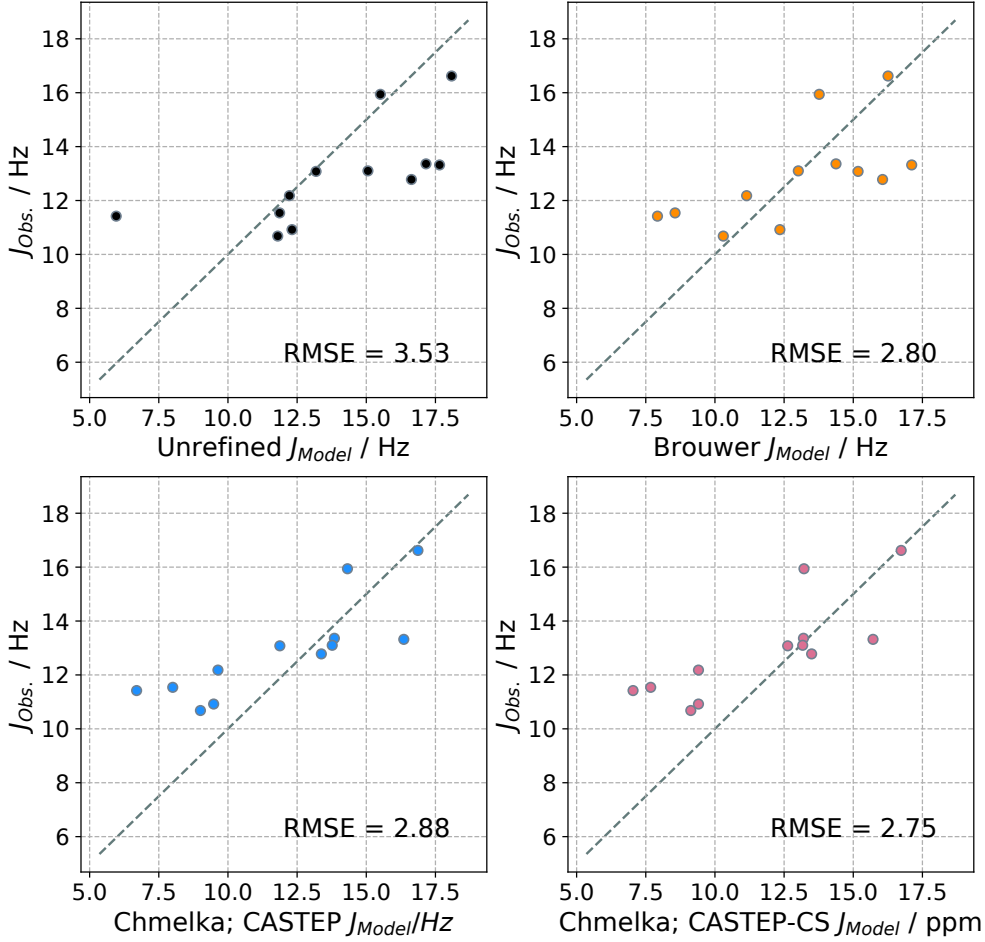 18
16
14
12
10
8
6
J_Obs. / Hz
RMSE = 3.53
5.0 7.5 10.0 12.5 15.0 17.5
Unrefined J_Model / Hz
18
16
14
12
10
8
6
J_Obs. / Hz
RMSE = 2.80
5.0 7.5 10.0 12.5 15.0 17.5
Brouwer J_Model / Hz
18
16
14
12
10
8
6
J_Obs. / Hz
RMSE = 2.88
5.0 7.5 10.0 12.5 15.0 17.5
Chmelka; CASTEP J_Model/Hz
18
16
14
12
10
8
6
J_Obs. / Hz
RMSE = 2.75
5.0 7.5 10.0 12.5 15.0 17.5
Chmelka; CASTEP-CS J_Model / ppm